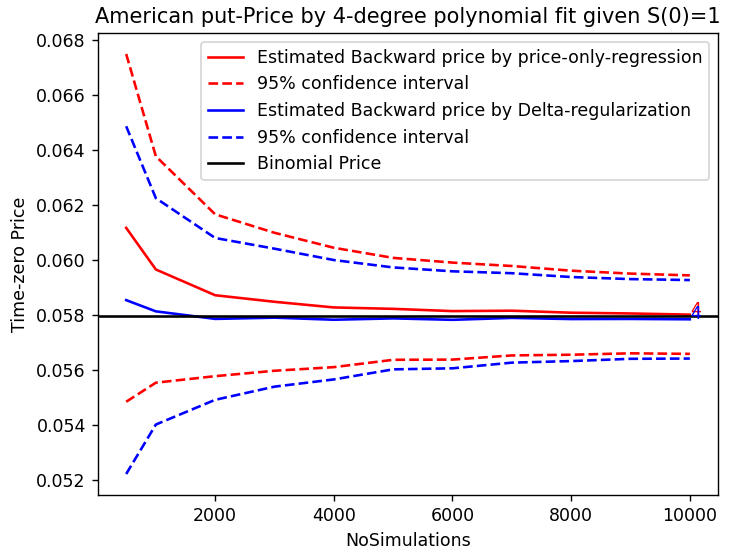 American put-Price by 4-degree polynomial fit given S(0)=1
0.068
0.066
0.064
0.062
0.060
0.058
0.056
0.054
0.052
Time-zero Price
Estimated Backward price by price-only-regression
95% confidence interval
Estimated Backward price by Delta-regularization
95% confidence interval
Binomial Price
4
4
2000 4000 6000 8000 10000
NoSimulations